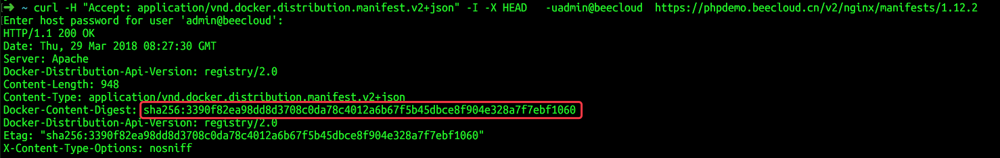 ➜ ~ curl -H "Accept: application/vnd.docker.distribution.manifest.v2+json" -I -X HEAD -uadmin@beecloud https://phpdemo.beecloud.cn/v2/nginx/manifests/1.12.2
Enter host password for user 'admin@beecloud':
HTTP/1.1 200 OK
Date: Thu, 29 Mar 2018 08:27:30 GMT
Server: Apache
Docker-Distribution-Api-Version: registry/2.0
Content-Length: 948
Content-Type: application/vnd.docker.distribution.manifest.v2+json
Docker-Content-Digest: sha256:3390f82ea98dd8d3708c0da78c4012a6b67f5b45dbce8f904e328a7f7ebf1060
Docker-Distribution-Api-Version: registry/2.0
Etag: "sha256:3390f82ea98dd8d3708c0da78c4012a6b67f5b45dbce8f904e328a7f7ebf1060"
X-Content-Type-Options: nosniff